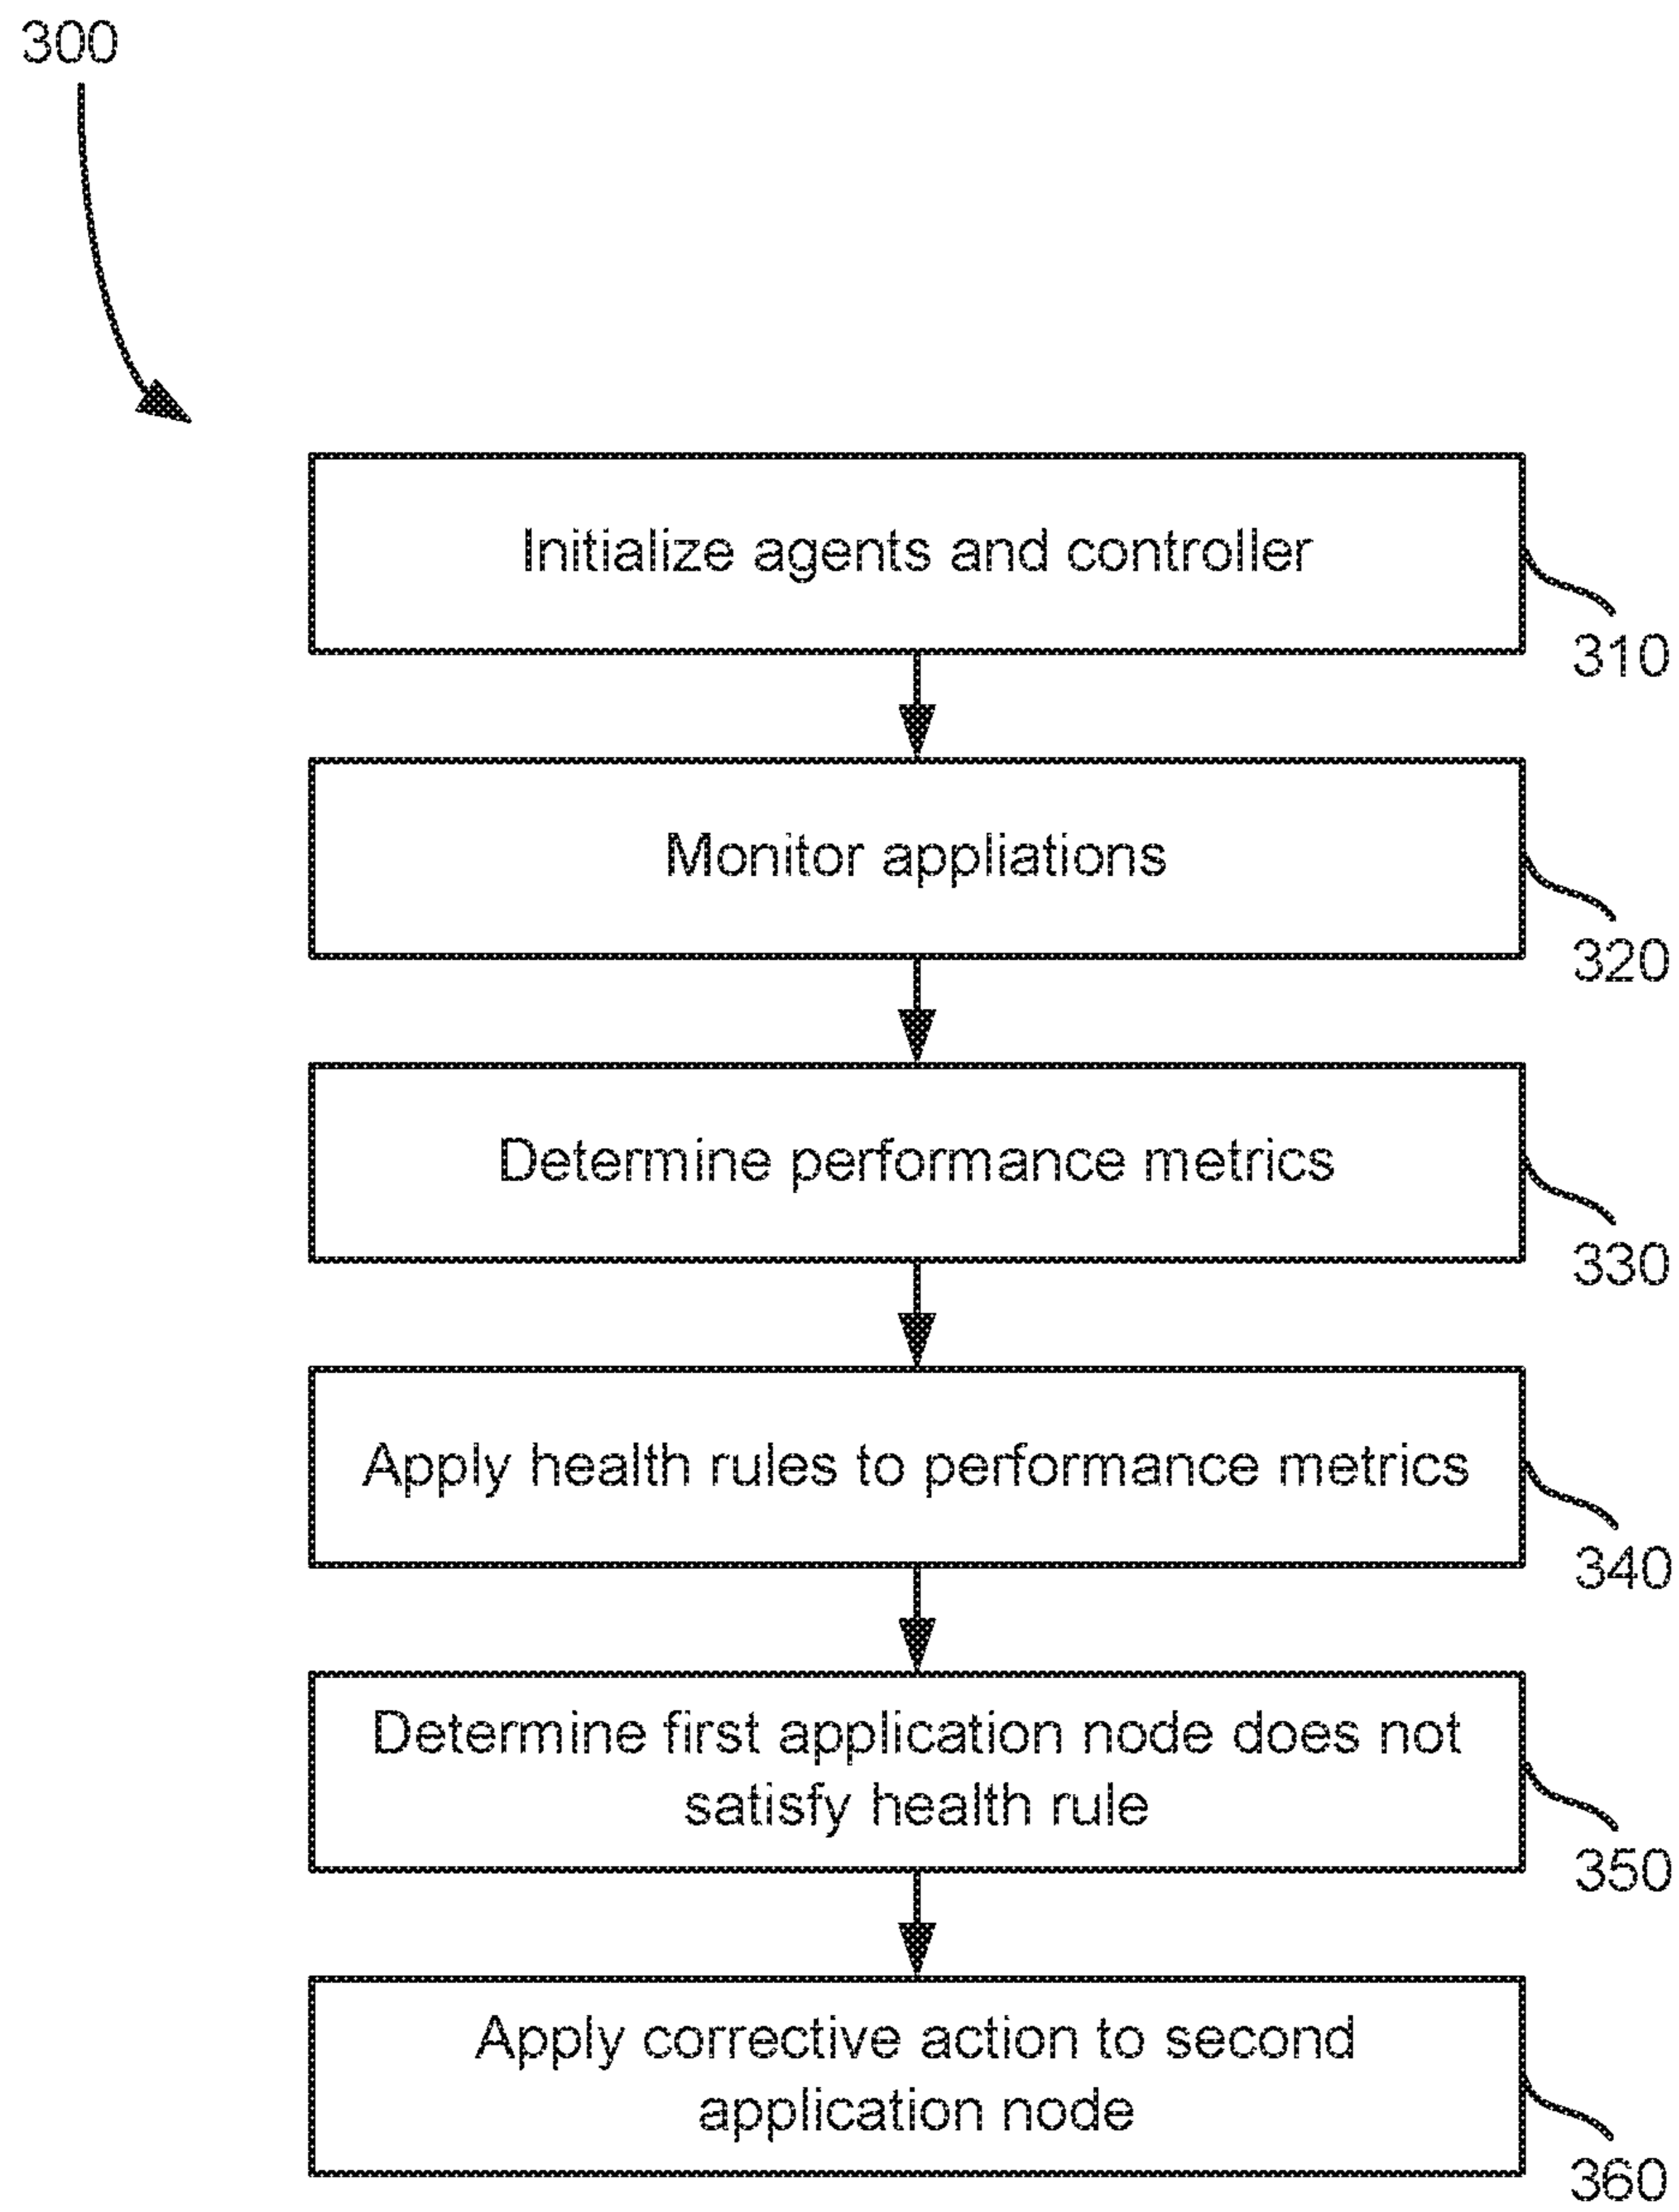 300
Initialize agents and controller
310
Monitor appliations
320
Determine performance metrics
330
Apply health rules to performance metrics
340
Determine first application node does not
satisfy health rule
350
Apply corrective action to second
application node
360